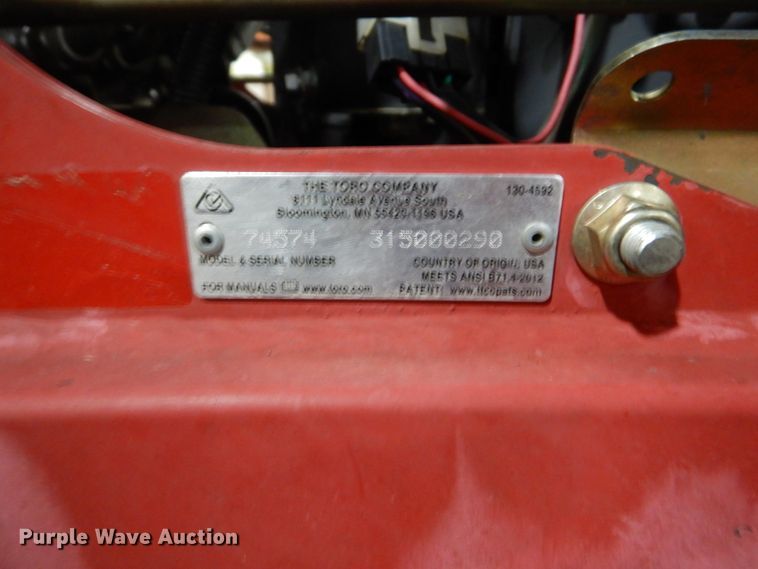 THE TORO COMPANY 130-4592
8111 Lyndale Avenue South
Bloomington, MN 55420-1196 USA
74574 315000290
MODEL & SERIAL NUMBER COUNTRY OF ORIGIN, USA
MEETS ANSI B71.4-2012
FOR MANUALS www.toro.com PATENT: www.ttcopats.com
Purple Wave Auction